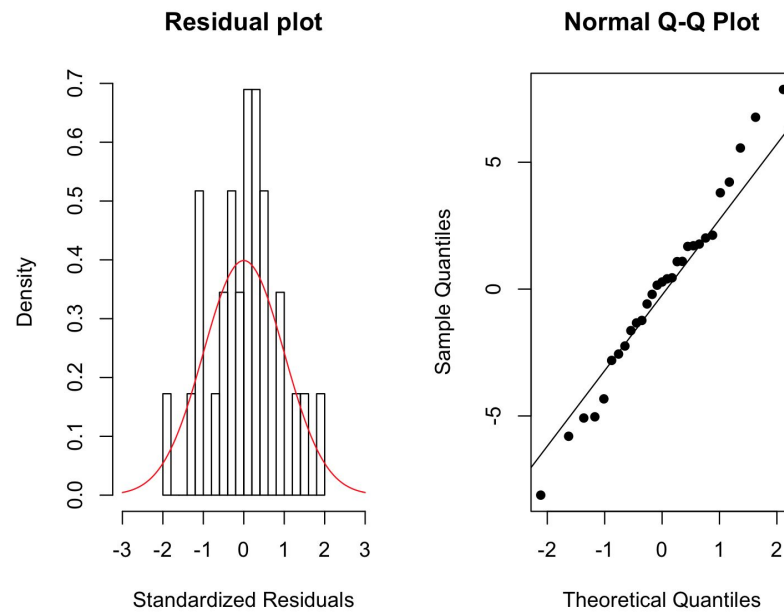 Residual plot
Density
0.0 0.1 0.2 0.3 0.4 0.5 0.6 0.7
-3 -2 -1 0 1 2 3
Standardized Residuals
Normal Q-Q Plot
Sample Quantiles
-5 0 5
-2 -1 0 1 2
Theoretical Quantiles